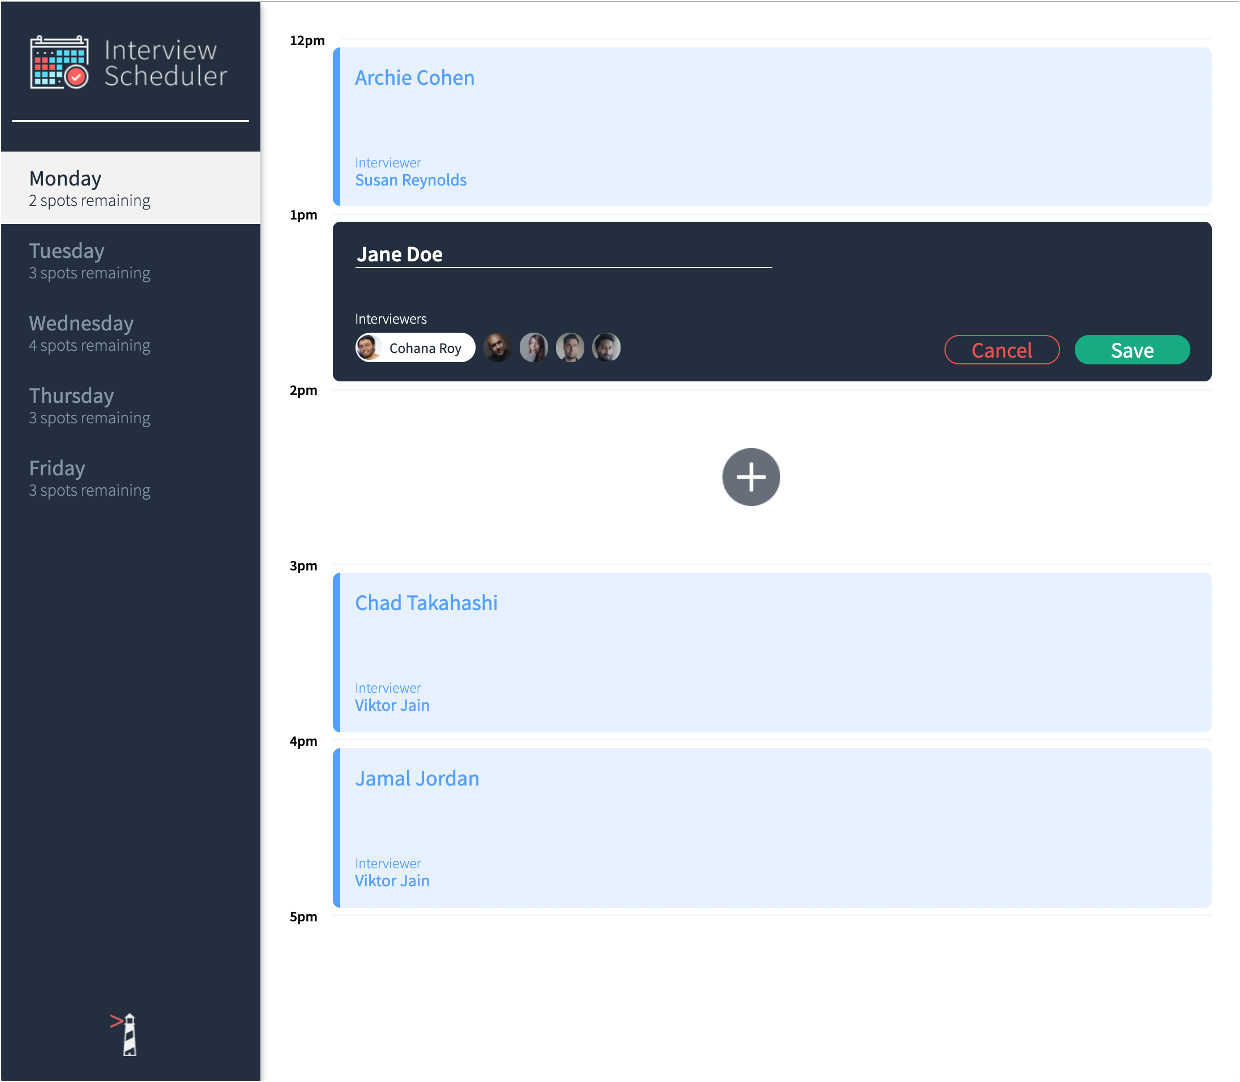 Interview
Scheduler
Monday
2 spots remaining
Tuesday
3 spots remaining
Wednesday
4 spots remaining
Thursday
3 spots remaining
Friday
3 spots remaining
12pm
Archie Cohen
Interviewer
Susan Reynolds
1pm
Jane Doe
Interviewers
Cohana Roy
Cancel
Save
2pm
3pm
Chad Takahashi
Interviewer
Viktor Jain
4pm
Jamal Jordan
Interviewer
Viktor Jain
5pm